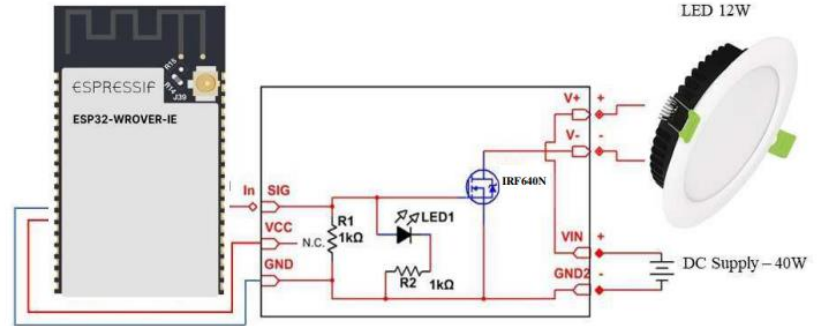 LED 12W
R15
R14
J39
ESPRESSIF
ESP32-WROVER-IE
V+
+
V-
-
IRF640N
In
SIG
R1
1kΩ
LED1
VCC
N.C.
VIN
+
GND
R2
1kΩ
GND2
-
DC Supply – 40W